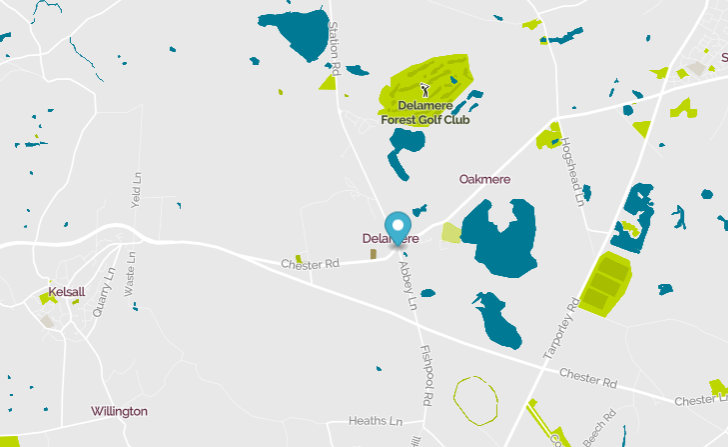 Station Rd
S
Delamere
Forest Golf Club
Hogshead Ln
Yeld Ln
Oakmere
Delamere
Chester Rd
Waste Ln
Quarry Ln
Kelsall
Abbey Ln
Tarporley Rd
Fishpool Rd
Chester Rd
Chester Ln
Willington
Heaths Ln
Beech Rd
Co